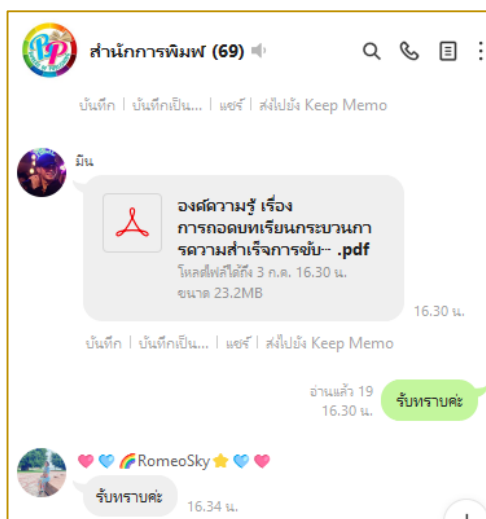 สำนักการพิมพ์ (69)
บันทึก | บันทึกเป็น... | แชร์ | ส่งไปยัง Keep Memo
มีน
องค์ความรู้ เรื่อง
การถอดบทเรียนกระบวนกา
รความสำเร็จการขับ... .pdf
โหลดไฟล์ได้ถึง 3 ก.ค. 16.30 น.
ขนาด 23.2MB
16.30 น.
บันทึก | บันทึกเป็น... | แชร์ | ส่งไปยัง Keep Memo
อ่านแล้ว 19
16.30 น.
รับทราบค่ะ
RomeoSky
รับทราบค่ะ
16.34 น.